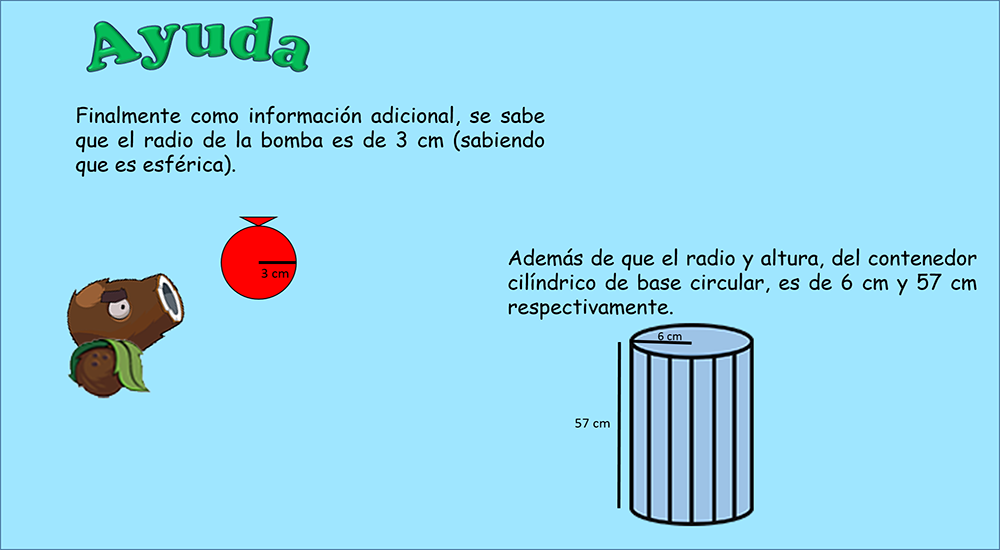 Ayuda
Finalmente como información adicional, se sabe
que el radio de la bomba es de 3 cm (sabiendo
que es esférica).
3 cm
Además de que el radio y altura, del contenedor
cilíndrico de base circular, es de 6 cm y 57 cm
respectivamente.
6 cm
57 cm